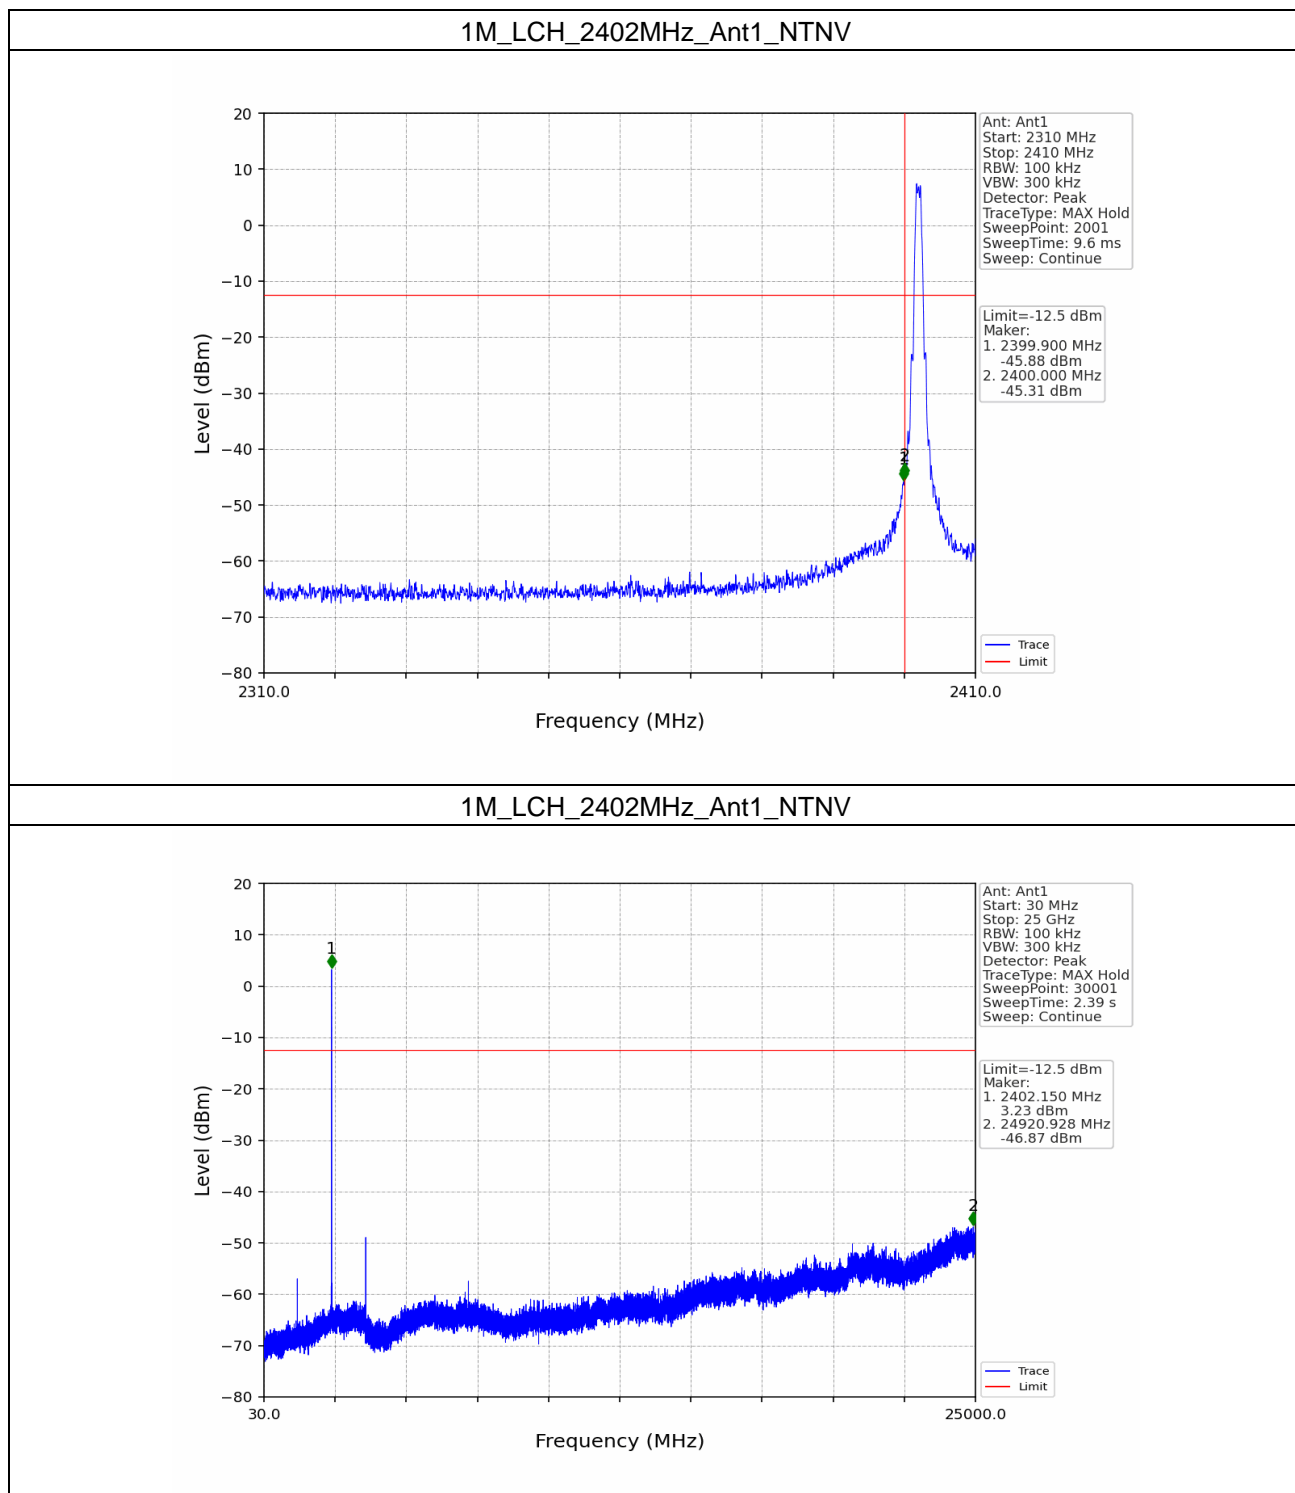 1M_LCH_2402MHz_Ant1_NTNV
20
10
0
−10
−20
−30
−40
−50
−60
−70
−80
Level (dBm)
2310.0
2410.0
Frequency (MHz)
2
Ant: Ant1
Start: 2310 MHz
Stop: 2410 MHz
RBW: 100 kHz
VBW: 300 kHz
Detector: Peak
TraceType: MAX Hold
SweepPoint: 2001
SweepTime: 9.6 ms
Sweep: Continue
Limit=-12.5 dBm
Maker:
1. 2399.900 MHz
-45.88 dBm
2. 2400.000 MHz
-45.31 dBm
Trace
Limit
1M_LCH_2402MHz_Ant1_NTNV
20
10
0
−10
−20
−30
−40
−50
−60
−70
−80
Level (dBm)
30.0
25000.0
Frequency (MHz)
1
2
Ant: Ant1
Start: 30 MHz
Stop: 25 GHz
RBW: 100 kHz
VBW: 300 kHz
Detector: Peak
TraceType: MAX Hold
SweepPoint: 30001
SweepTime: 2.39 s
Sweep: Continue
Limit=-12.5 dBm
Maker:
1. 2402.150 MHz
3.23 dBm
2. 24920.928 MHz
-46.87 dBm
Trace
Limit